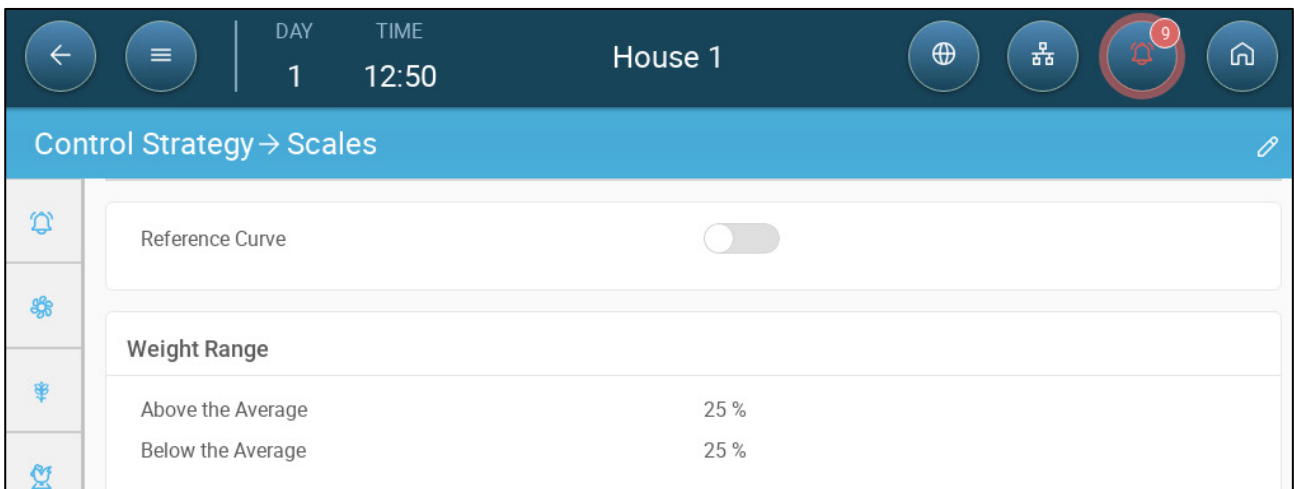 DAY TIME
1 12:50
House 1
9
Control Strategy → Scales
Reference Curve
Weight Range
Above the Average 25 %
Below the Average 25 %